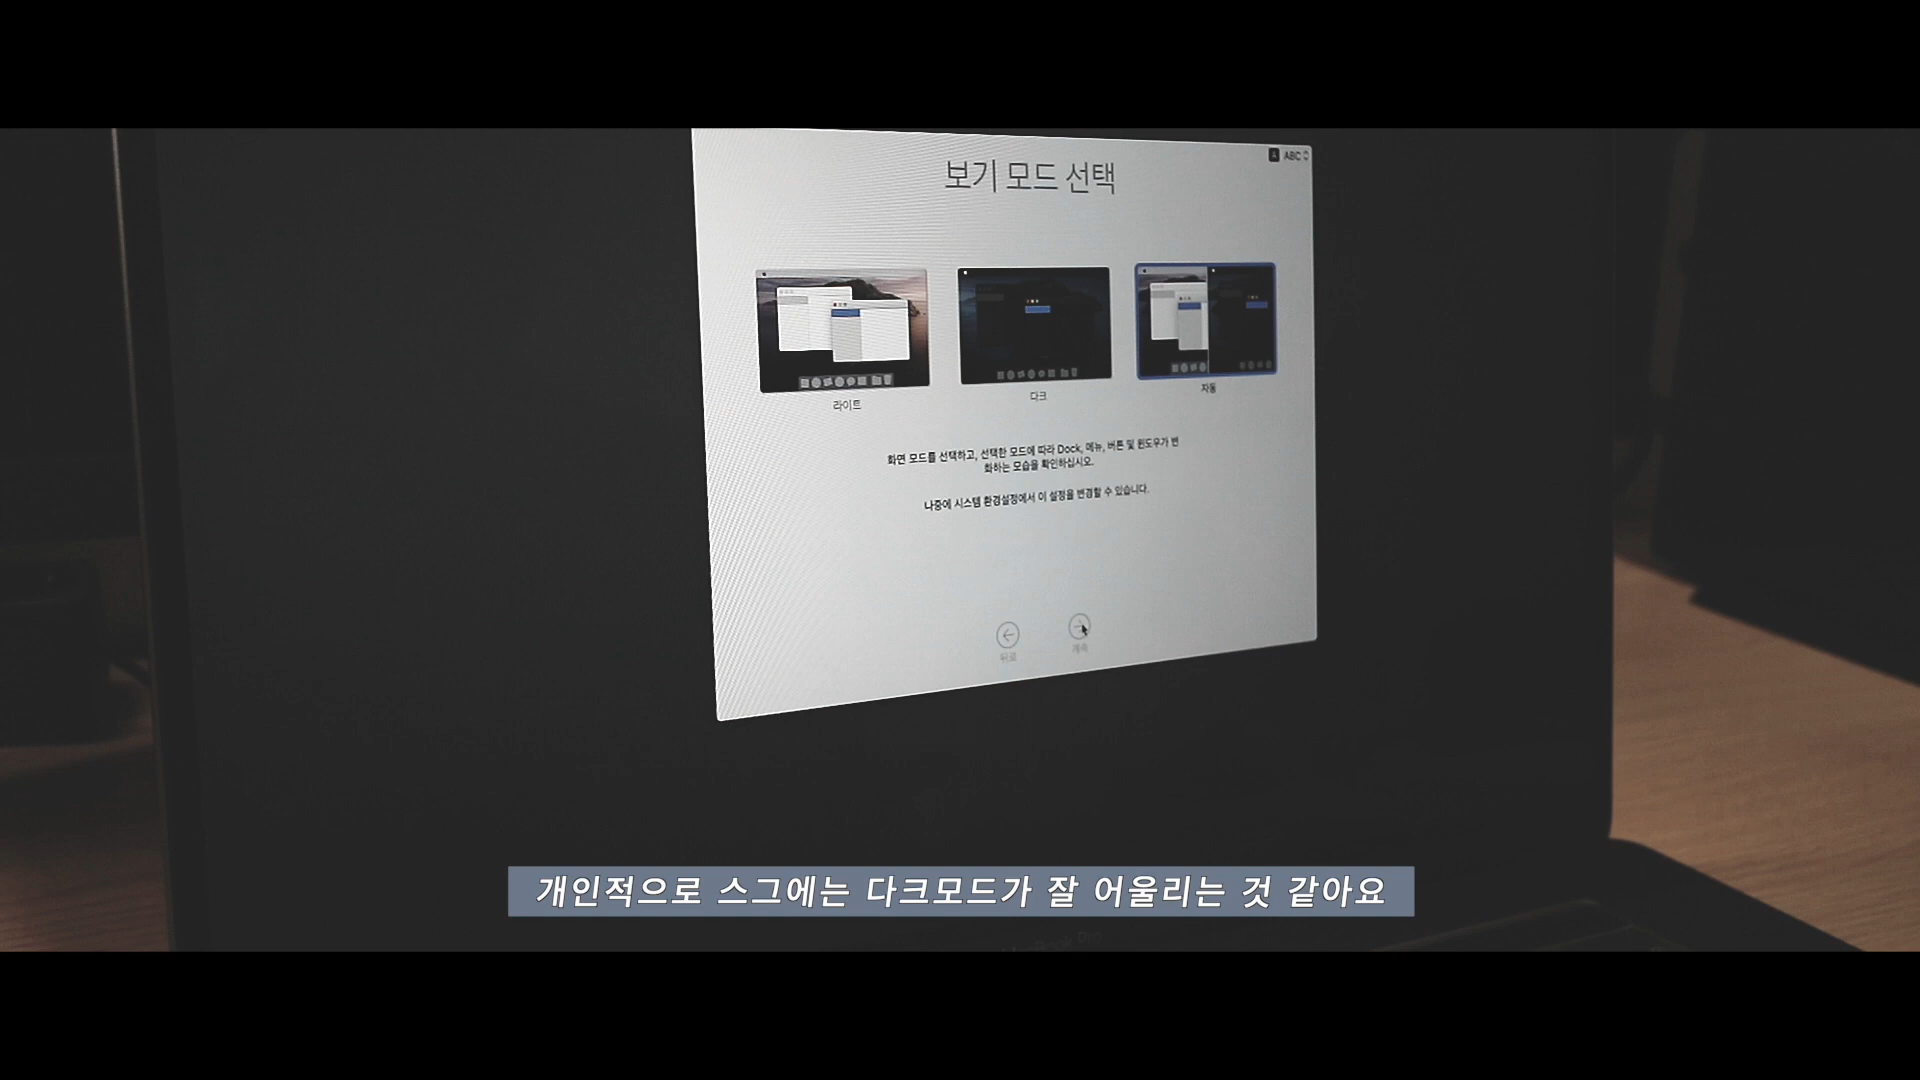 ABC
보기 모드 선택
라이트
다크
자동
화면 모드를 선택하고, 선택한 모드에 따라 Dock, 메뉴, 버튼 및 윈도우가 변
화하는 모습을 확인하십시오.
나중에 시스템 환경설정에서 이 설정을 변경할 수 있습니다.
뒤로
계속
개인적으로 스그에는 다크모드가 잘 어울리는 것 같아요
MacBook Pro